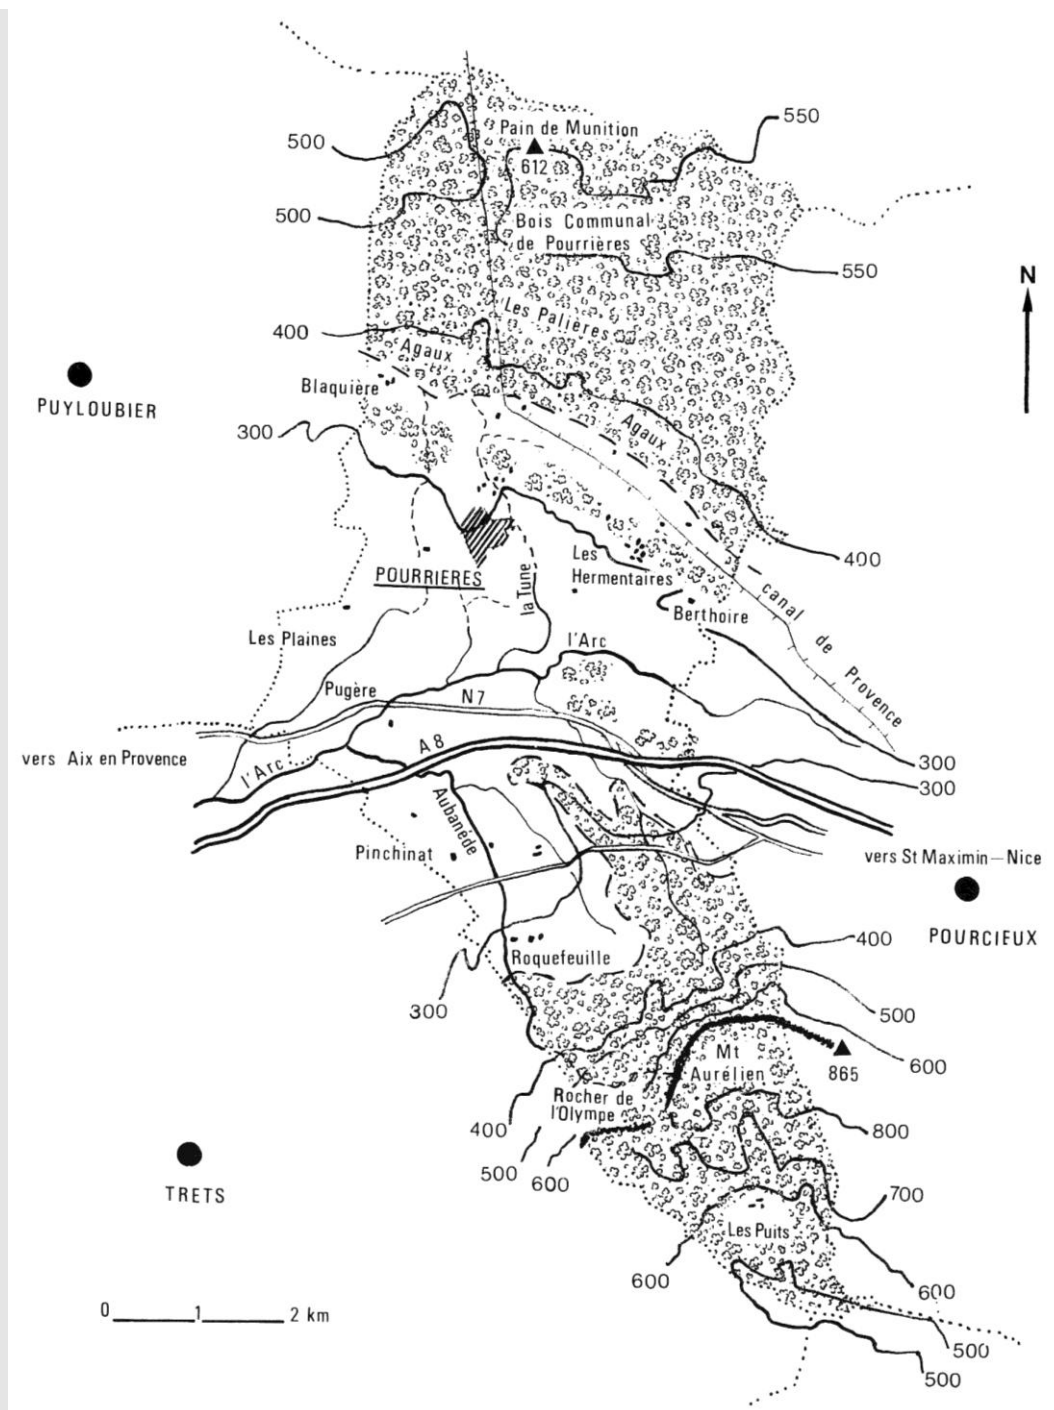 550
500
Pain de Munition
612
500
Bois Communal
de Pourrières
550
N
Les Palières
400
Agaux
Blaquière
PUYLOUBIER
300
Agaux
400
Les
Hermentaires
POURRIERES
la Tune
canal de Provence
Berthoire
Les Plaines
l'Arc
Pugère
N7
vers Aix en Provence
A8
l'Arc
300
300
Aubanéde
Pinchinat
vers St Maximin–Nice
400
POURCIEUX
Roquefeuille
300
500
Mt
Aurélien
600
865
Rocher de
l'Olympe
400
800
500
600
TRETS
700
Les Puits
600
600
0 1 2 km
500
500